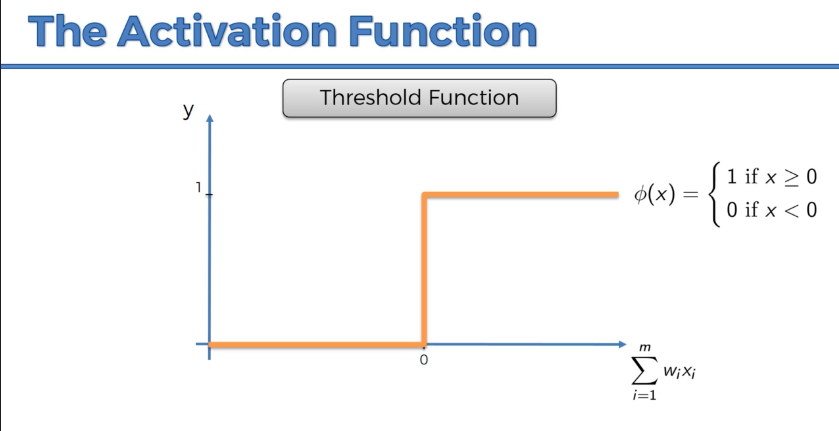 The Activation Function
Threshold Function
y
1
ϕ(x) = { 1 if x ≥ 0
0 if x < 0
0
m
∑ wᵢxᵢ
i=1